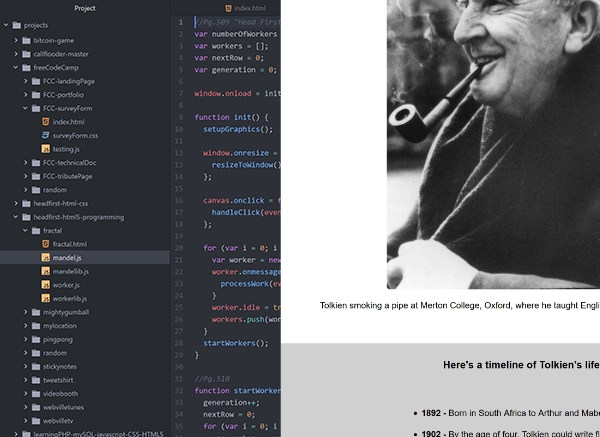 Project
projects
bitcoin-game
callflooder-master
freeCodeCamp
FCC-landingPage
FCC-portfolio
FCC-surveyForm
index.html
surveyForm.css
testing.js
FCC-technicalDoc
FCC-tributePage
random
headfirst-html-css
headfirst-html5-programming
fractal
fractal.html
mandel.js
mandellib.js
worker.js
workerlib.js
mightygumball
mylocation
pingpong
random
stickynotes
tweetshirt
videobooth
webvilletunes
webvilletv
learningPHP-mySQL-javascript-CSS-HTML5
index.html
1 //Pg.509 "Head First
2 var numberOfWorkers
3 var workers = [];
4 var nextRow = 0;
5 var generation = 0;
6
7 window.onload = init
8
9 function init() {
10 setupGraphics();
11
12 window.onresize =
13 resizeToWindow()
14 };
15
16 canvas.onclick = f
17 handleClick(even
18 };
19
20 for (var i = 0; i
21 var worker = new
22 worker.onmessage
23 processWork(ev
24 }
25 worker.idle = tr
26 workers.push(wor
27 }
28 startWorkers();
29 }
30
31 //Pg.510
32 function startWorker
33 generation++;
34 nextRow = 0;
35 for (var i = 0; i
Tolkien smoking a pipe at Merton College, Oxford, where he taught Engli
Here's a timeline of Tolkien's life
• 1892 - Born in South Africa to Arthur and Mabe
• 1902 - By the age of four, Tolkien could write fl